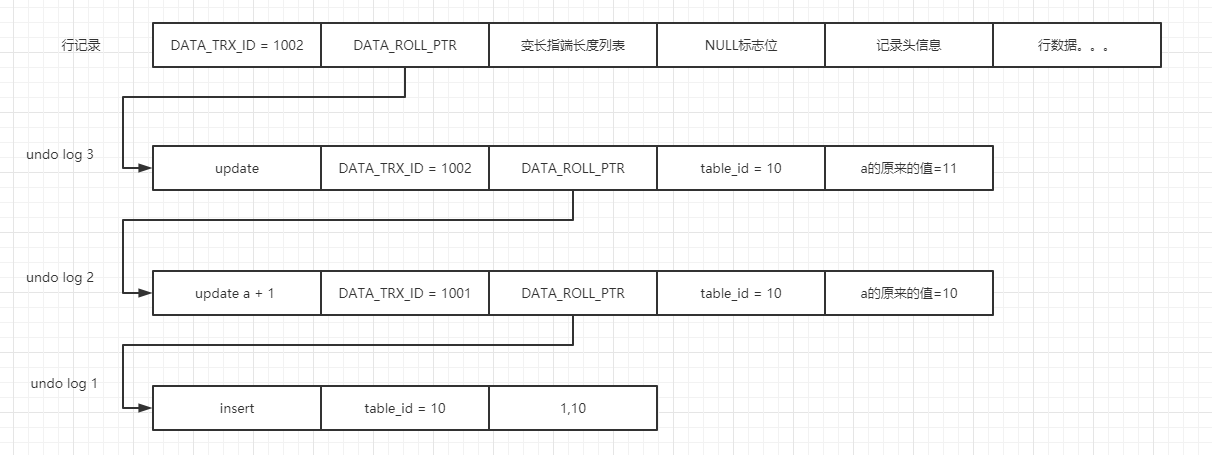 行记录
DATA_TRX_ID = 1002
DATA_ROLL_PTR
变长指端长度列表
NULL标志位
记录头信息
行数据。。。
undo log 3
update
DATA_TRX_ID = 1002
DATA_ROLL_PTR
table_id = 10
a的原来的值=11
undo log 2
update a + 1
DATA_TRX_ID = 1001
DATA_ROLL_PTR
table_id = 10
a的原来的值=10
undo log 1
insert
table_id = 10
1,10